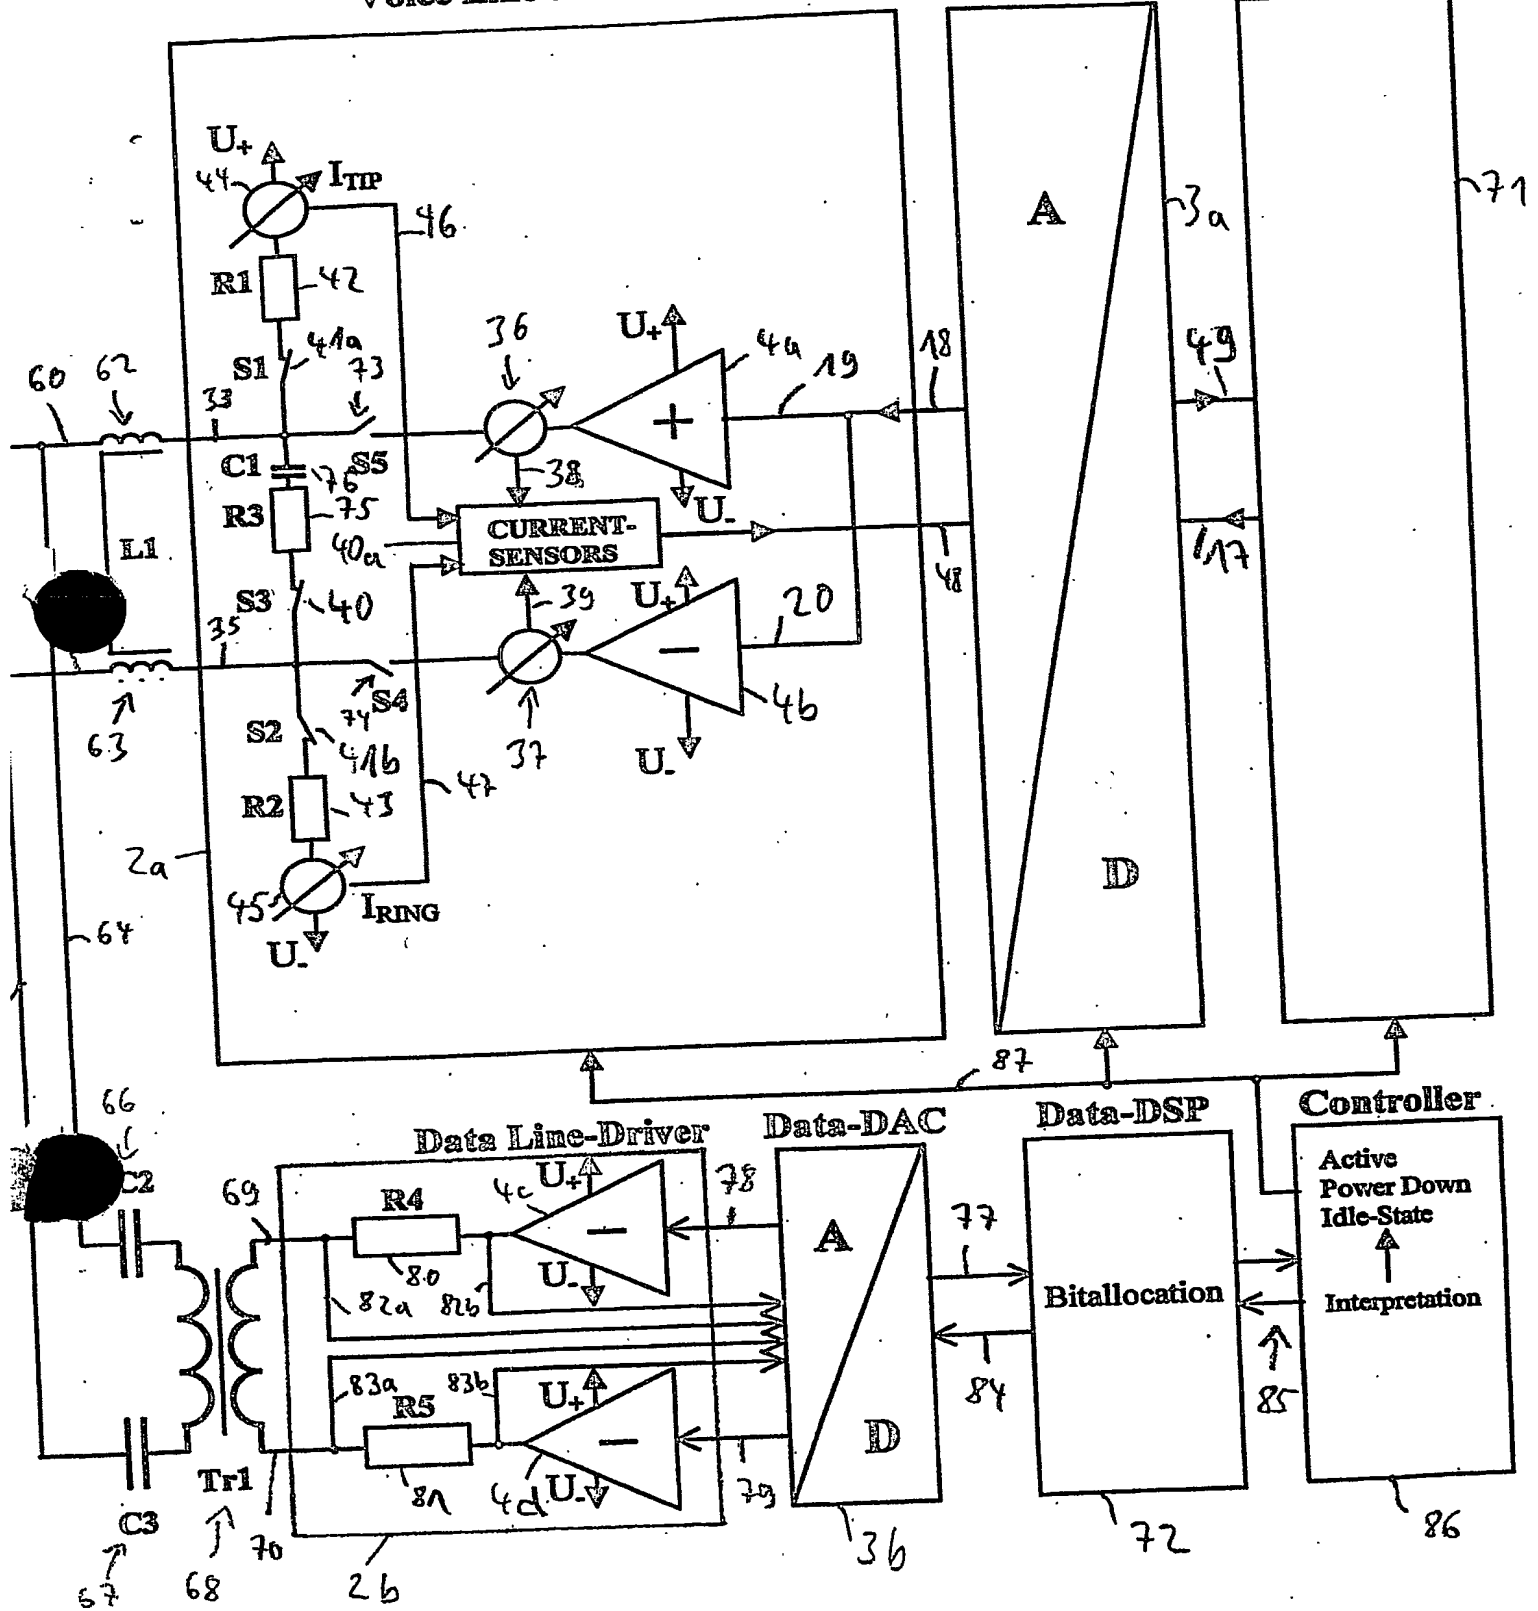 U+
44
ITIP
46
A
3a
71
R1
42
36
U+
4a
19
18
49
S1
41a
73
60
62
33
+
C1
76
S5
38
U-
R3
75
CURRENT-
SENSORS
40a
48
17
L1
S3
40
39
U+
20
35
−
4b
63
S2
74
S4
41b
37
U-
47
R2
43
2a
D
45
IRING
U-
64
87
66
Data Line-Driver
Data-DAC
Data-DSP
Controller
C2
69
R4
4c
U+
78
Active
Power Down
Idle-State
A
77
−
80
82a
82b
U-
Bitallocation
Interpretation
83a
83b
U+
84
85
R5
−
D
Tr1
81
4d
U-
79
C3
70
67
68
2b
3b
72
86